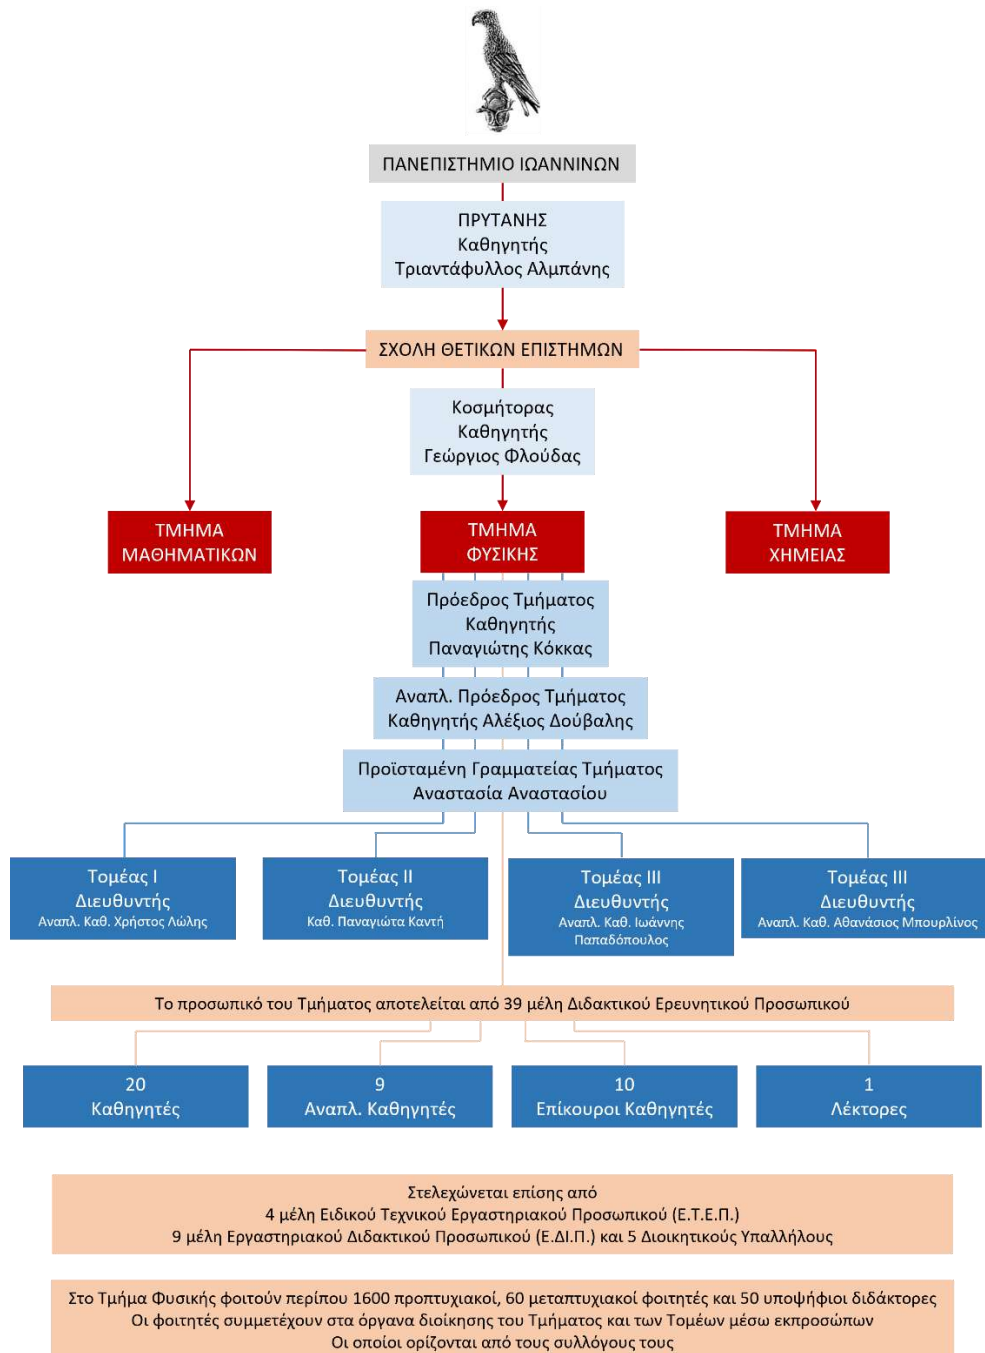 ΠΑΝΕΠΙΣΤΗΜΙΟ ΙΩΑΝΝΙΝΩΝ
ΠΡΥΤΑΝΗΣ
Καθηγητής
Τριαντάφυλλος Αλμπάνης
ΣΧΟΛΗ ΘΕΤΙΚΩΝ ΕΠΙΣΤΗΜΩΝ
Κοσμήτορας
Καθηγητής
Γεώργιος Φλούδας
ΤΜΗΜΑ
ΜΑΘΗΜΑΤΙΚΩΝ
ΤΜΗΜΑ
ΦΥΣΙΚΗΣ
ΤΜΗΜΑ
ΧΗΜΕΙΑΣ
Πρόεδρος Τμήματος
Καθηγητής
Παναγιώτης Κόκκας
Αναπλ. Πρόεδρος Τμήματος
Καθηγητής Αλέξιος Δούβαλης
Προϊσταμένη Γραμματείας Τμήματος
Αναστασία Αναστασίου
Τομέας Ι
Διευθυντής
Αναπλ. Καθ. Χρήστος Λώλης
Τομέας ΙΙ
Διευθυντής
Καθ. Παναγιώτα Καντή
Τομέας ΙΙΙ
Διευθυντής
Αναπλ. Καθ. Ιωάννης
Παπαδόπουλος
Τομέας ΙΙΙ
Διευθυντής
Αναπλ. Καθ. Αθανάσιος Μπουρλίνος
Το προσωπικό του Τμήματος αποτελείται από 39 μέλη Διδακτικού Ερευνητικού Προσωπικού
20
Καθηγητές
9
Αναπλ. Καθηγητές
10
Επίκουροι Καθηγητές
1
Λέκτορες
Στελεχώνεται επίσης από
4 μέλη Ειδικού Τεχνικού Εργαστηριακού Προσωπικού (Ε.Τ.Ε.Π.)
9 μέλη Εργαστηριακού Διδακτικού Προσωπικού (Ε.ΔΙ.Π.) και 5 Διοικητικούς Υπαλλήλους
Στο Τμήμα Φυσικής φοιτούν περίπου 1600 προπτυχιακοί, 60 μεταπτυχιακοί φοιτητές και 50 υποψήφιοι διδάκτορες
Οι φοιτητές συμμετέχουν στα όργανα διοίκησης του Τμήματος και των Τομέων μέσω εκπροσώπων
Οι οποίοι ορίζονται από τους συλλόγους τους